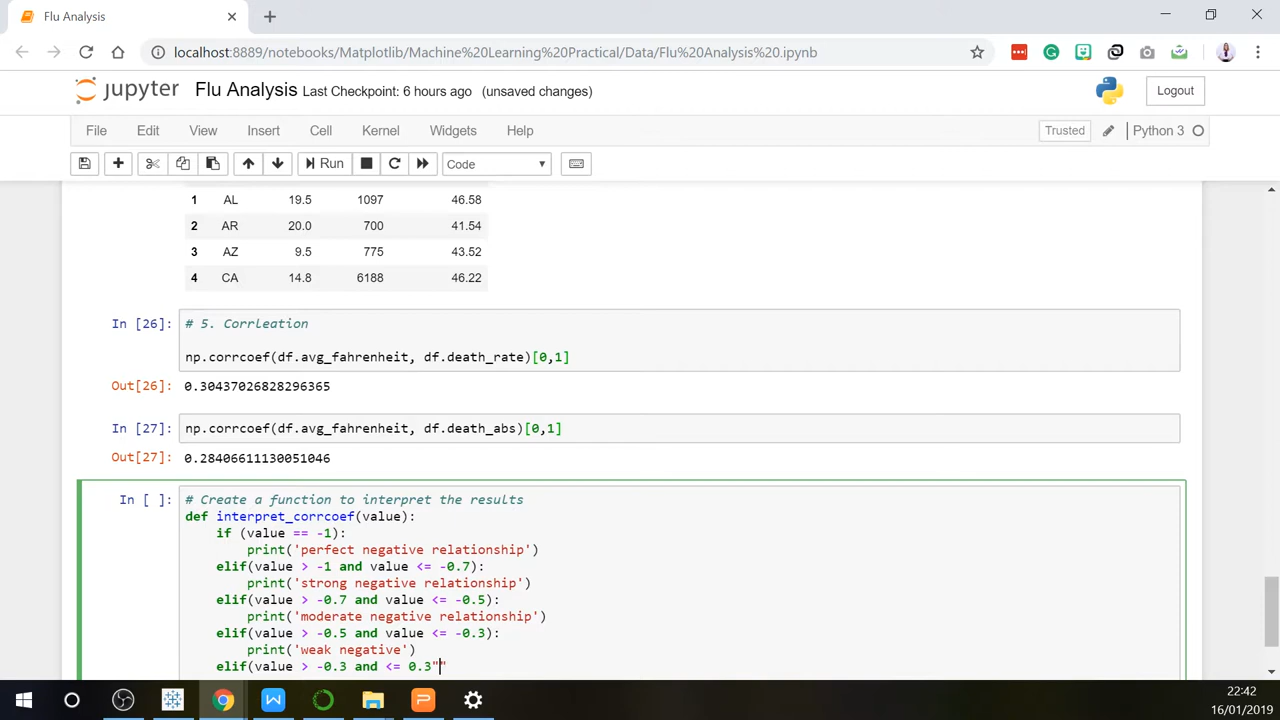 Flu Analysis
localhost:8889/notebooks/Matplotlib/Machine%20Learning%20Practical/Data/Flu%20Analysis%20.ipynb
jupyter Flu Analysis Last Checkpoint: 6 hours ago (unsaved changes) Logout
File Edit View Insert Cell Kernel Widgets Help Trusted Python 3
Run Code
1 AL 19.5 1097 46.58
2 AR 20.0 700 41.54
3 AZ 9.5 775 43.52
4 CA 14.8 6188 46.22
In [26]: # 5. Corrleation
np.corrcoef(df.avg_fahrenheit, df.death_rate)[0,1]
Out[26]: 0.30437026828296365
In [27]: np.corrcoef(df.avg_fahrenheit, df.death_abs)[0,1]
Out[27]: 0.28406611130051046
In [ ]: # Create a function to interpret the results
def interpret_corrcoef(value):
if (value == -1):
print('perfect negative relationship')
elif(value > -1 and value <= -0.7):
print('strong negative relationship')
elif(value > -0.7 and value <= -0.5):
print('moderate negative relationship')
elif(value > -0.5 and value <= -0.3):
print('weak negative')
elif(value > -0.3 and <= 0.3""
22:42
16/01/2019